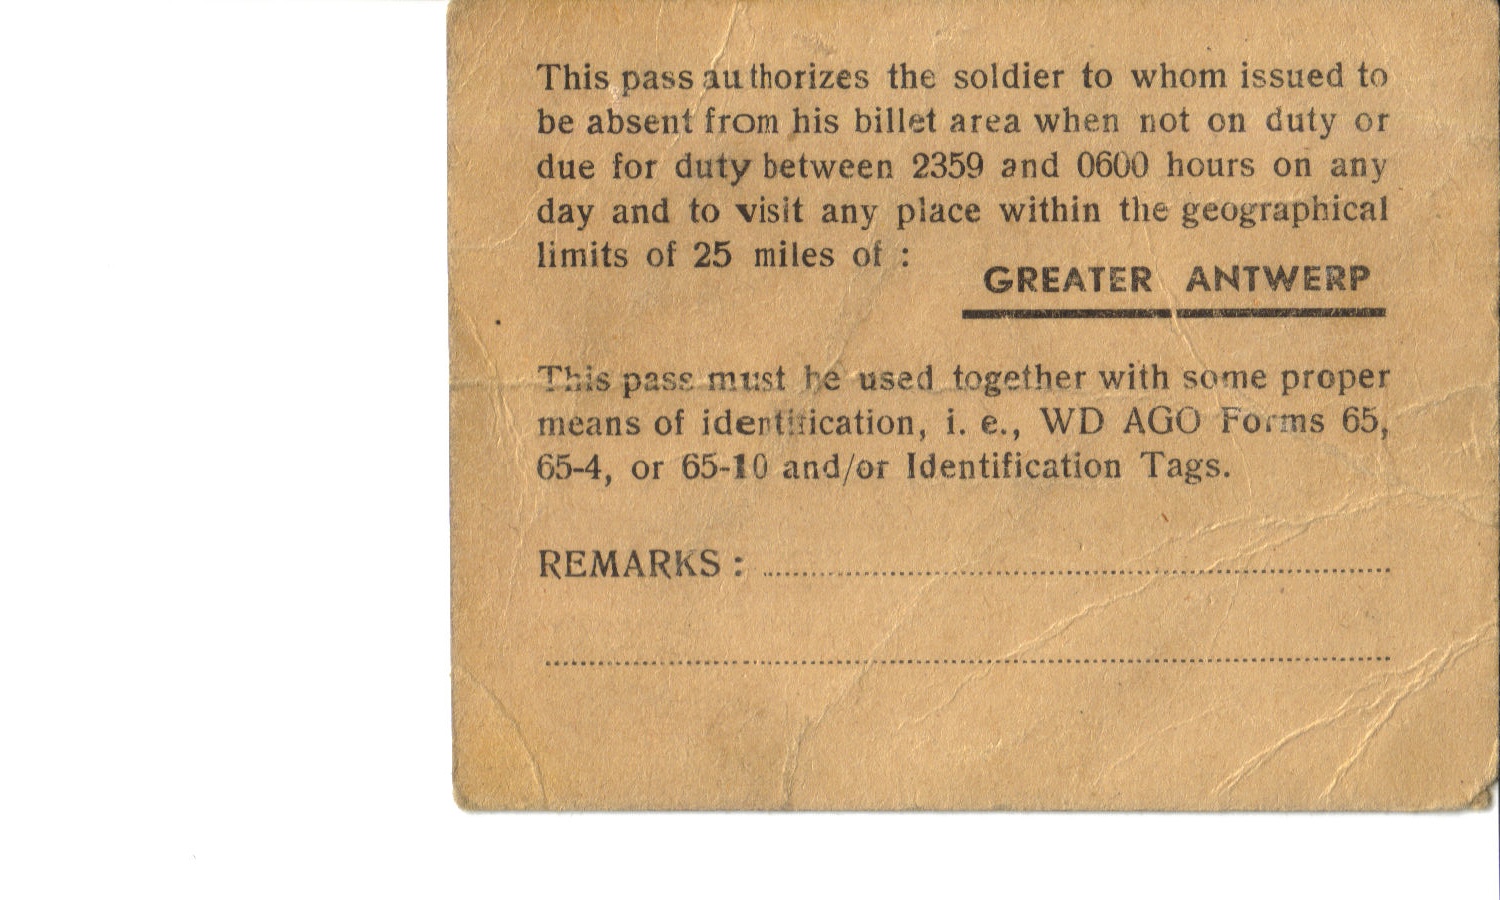 This pass authorizes the soldier to whom issued to
be absent from his billet area when not on duty or
due for duty between 2359 and 0600 hours on any
day and to visit any place within the geographical
limits of 25 miles of :
GREATER ANTWERP
This pass must be used together with some proper
means of identification, i. e., WD AGO Forms 65,
65-4, or 65-10 and/or Identification Tags.
REMARKS :